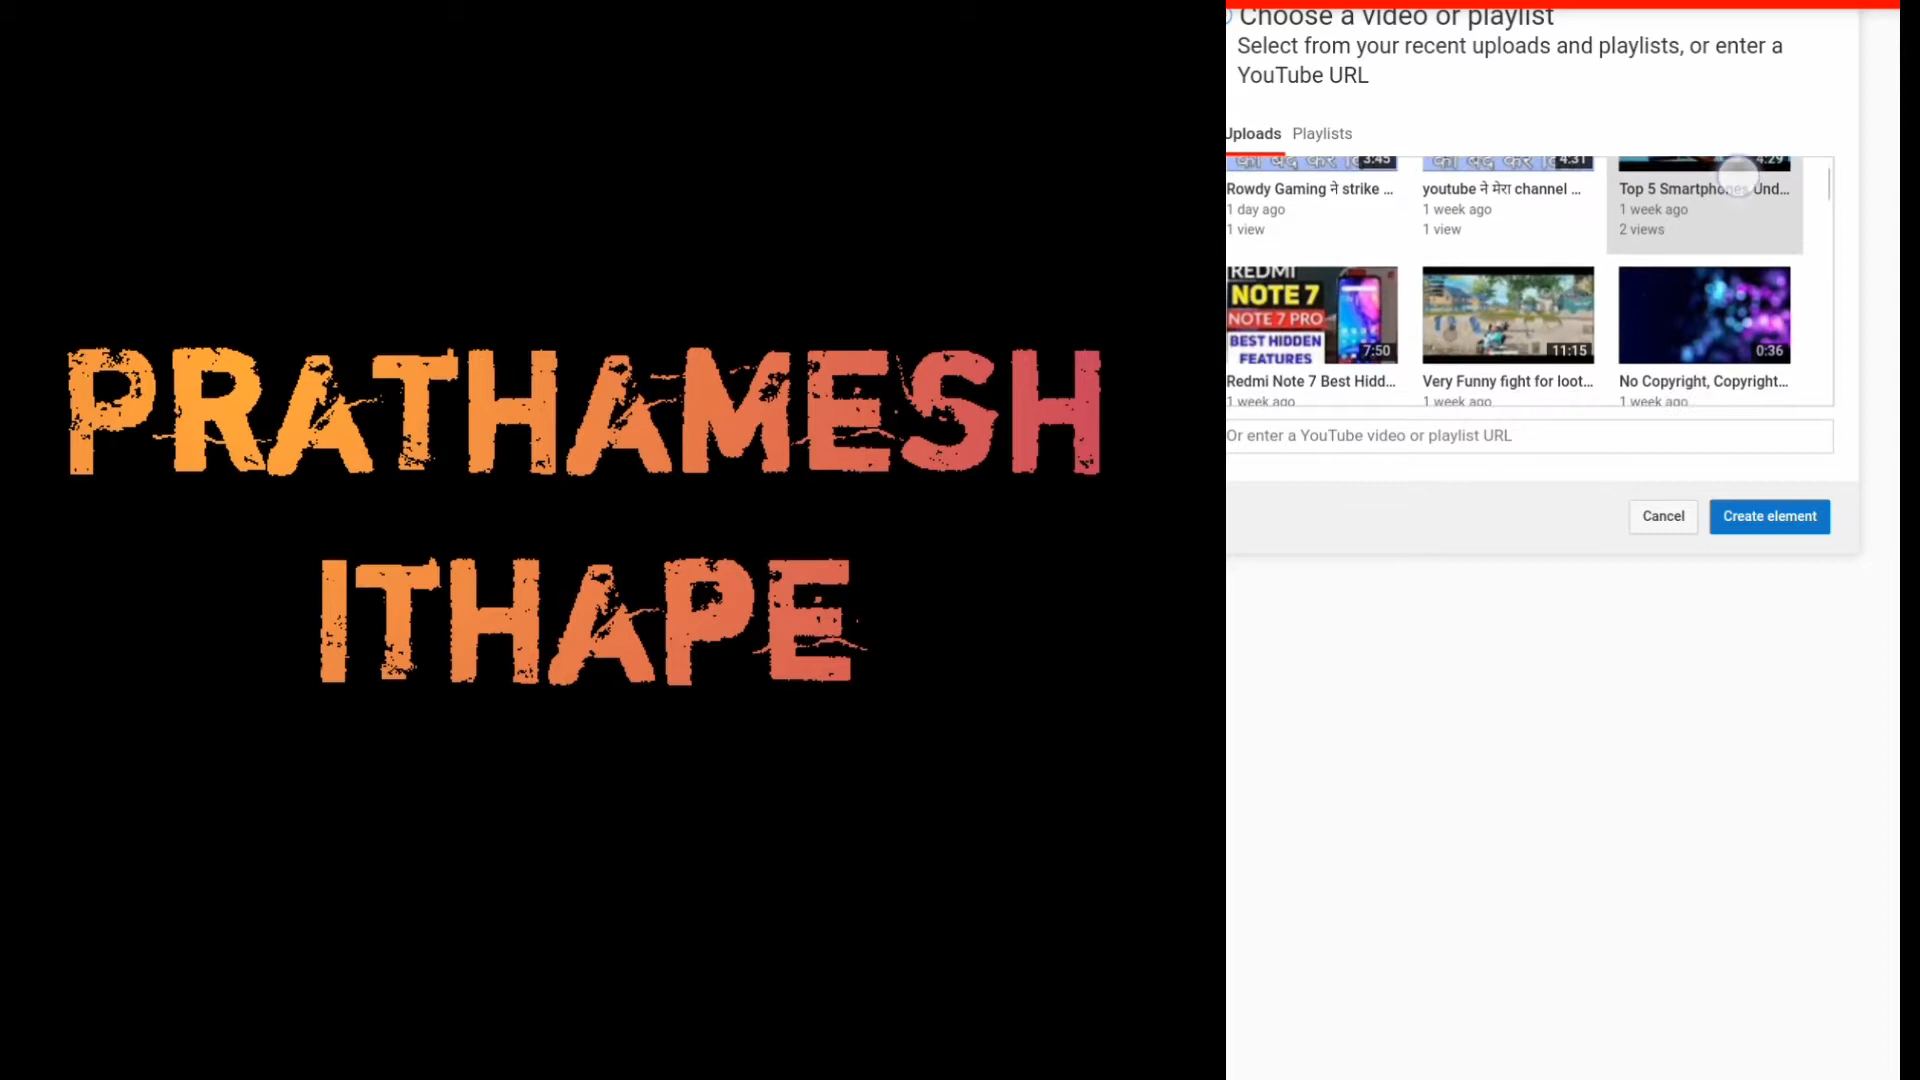 PRATHAMESH
ITHAPE
Choose a video or playlist
Select from your recent uploads and playlists, or enter a
YouTube URL
Uploads Playlists
3:45 4:31 4:29
Rowdy Gaming ने strike ... youtube ने मेरा channel ... Top 5 Smartphones Und...
1 day ago 1 week ago 1 week ago
1 view 1 view 2 views
REDMI
NOTE 7
NOTE 7 PRO
BEST HIDDEN
FEATURES
7:50 11:15 0:36
Redmi Note 7 Best Hidd... Very Funny fight for loot... No Copyright, Copyright...
1 week ago 1 week ago 1 week ago
Or enter a YouTube video or playlist URL
Cancel Create element